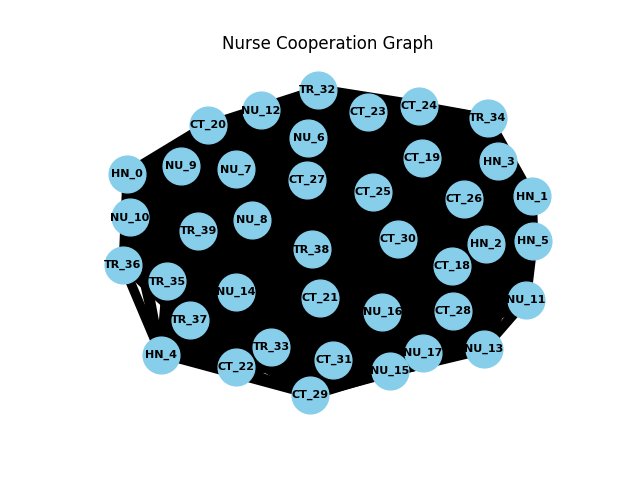 Nurse Cooperation Graph
TR_32
CT_24
NU_12
CT_23
TR_34
CT_20
NU_6
CT_19
HN_3
NU_9
NU_7
HN_0
CT_27
CT_25
HN_1
CT_26
NU_10
NU_8
TR_39
CT_30
HN_5
HN_2
TR_38
TR_36
CT_18
TR_35
NU_14
CT_21
NU_11
NU_16
CT_28
TR_37
TR_33
NU_13
NU_17
HN_4
CT_31
CT_22
NU_15
CT_29